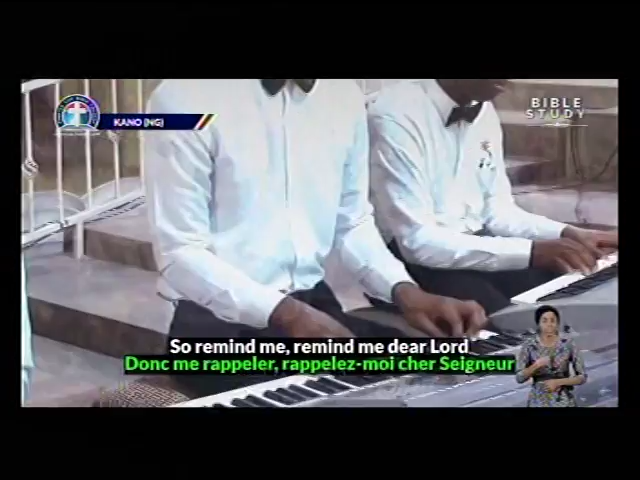 KANO (NG)
BIBLE
STUDY
So remind me, remind me dear Lord
Donc me rappeler, rappelez-moi cher Seigneur